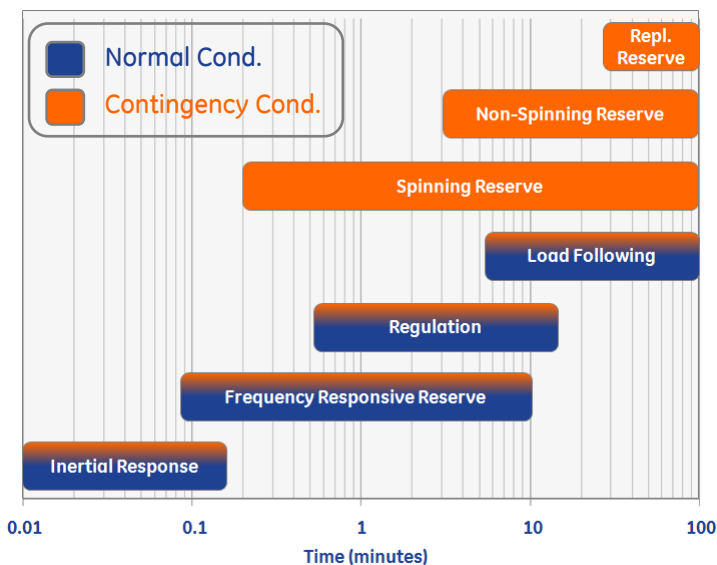 Normal Cond.
Contingency Cond.
Repl.
Reserve
Non-Spinning Reserve
Spinning Reserve
Load Following
Regulation
Frequency Responsive Reserve
Inertial Response
0.01 0.1 1 10 100
Time (minutes)